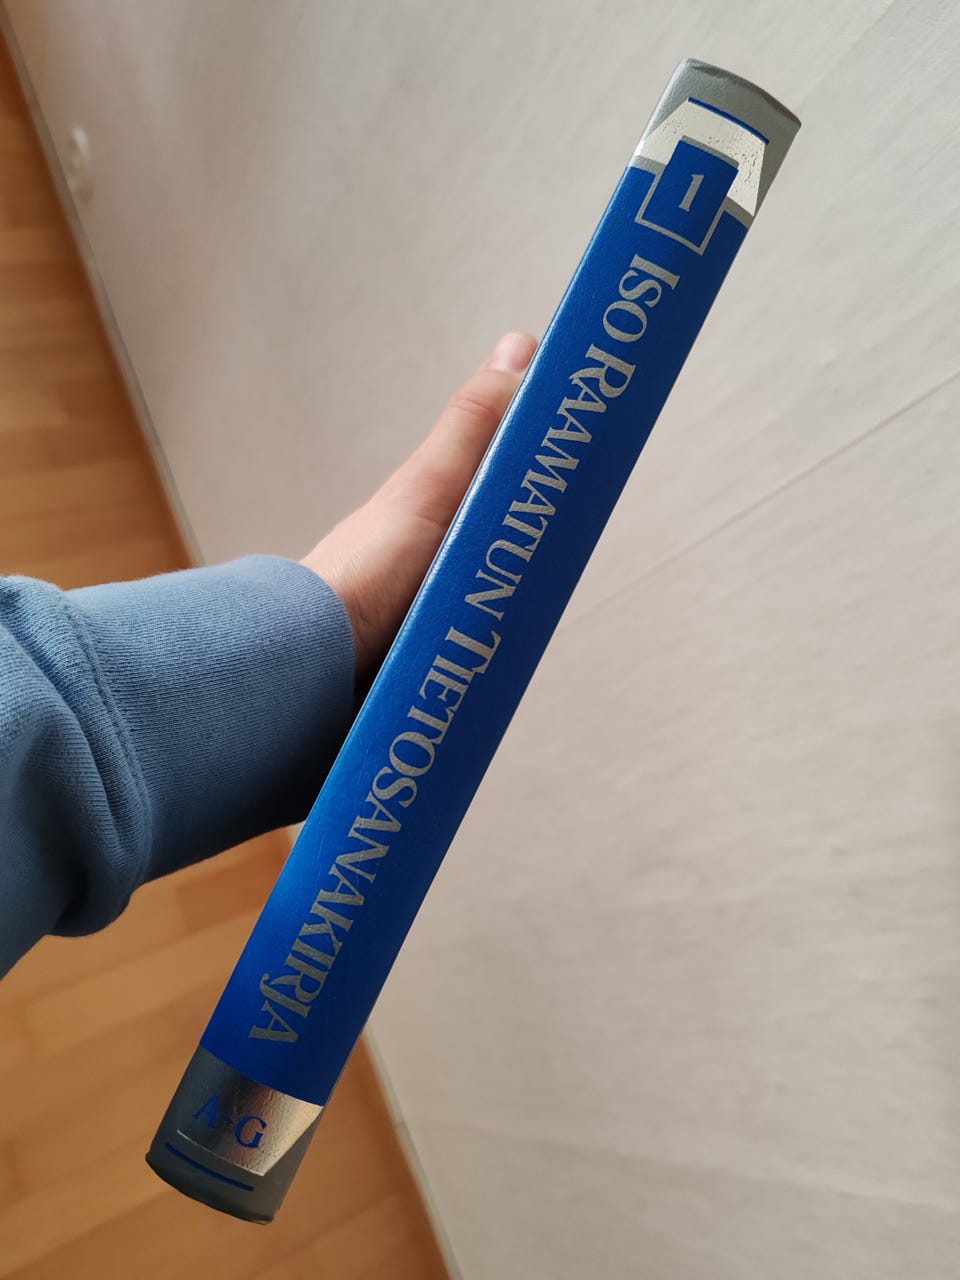 1
ISO RAAMATUN TIETOSANAKIRJA
A-G